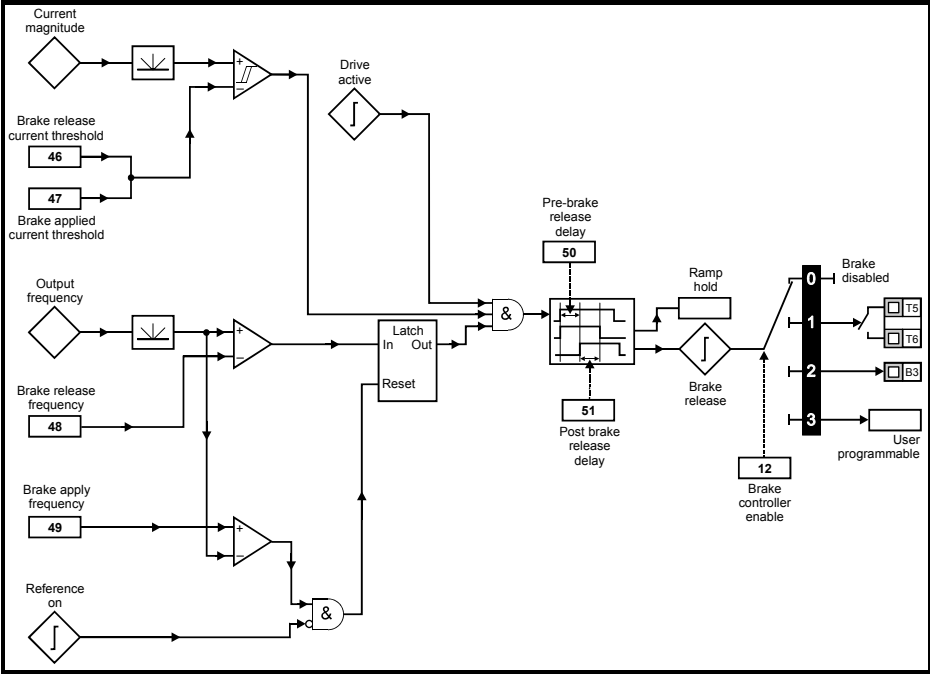 Current
magnitude
+
−
Drive
active
Brake release
current threshold
46
47
Brake applied
current threshold
Pre-brake
release
delay
50
Output
frequency
+
−
Latch
In Out
Reset
&
Ramp
hold
Brake
release
51
Post brake
release
delay
0
Brake
disabled
1
T5
T6
2
B3
3
User
programmable
12
Brake
controller
enable
Brake release
frequency
48
Brake apply
frequency
49
+
−
&
Reference
on